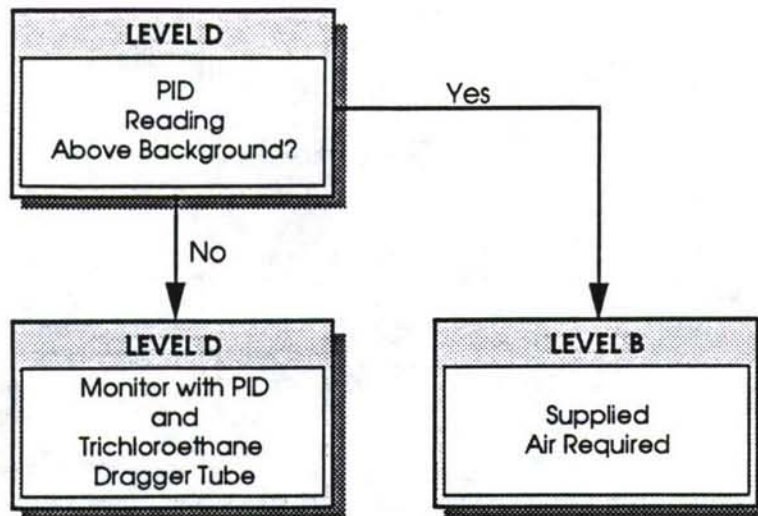 LEVEL D
PID
Reading
Above Background?
Yes
No
LEVEL D
Monitor with PID
and
Trichloroethane
Dragger Tube
LEVEL B
Supplied
Air Required